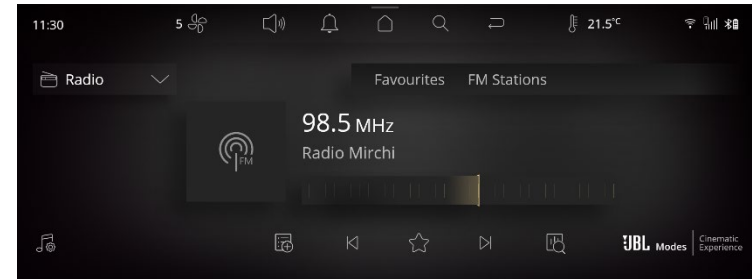 11:30
5
21.5°C
Radio
Favourites
FM Stations
98.5 MHz
FM
Radio Mirchi
JBL Modes
Cinematic
Experience